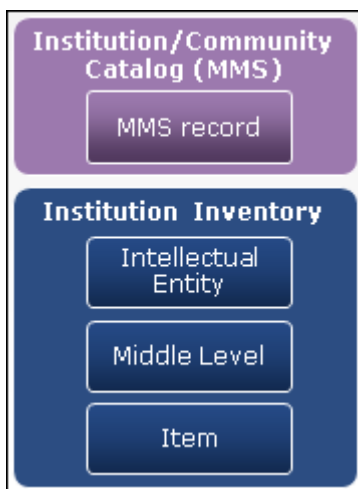 Institution/Community
Catalog (MMS)
MMS record
Institution Inventory
Intellectual
Entity
Middle Level
Item